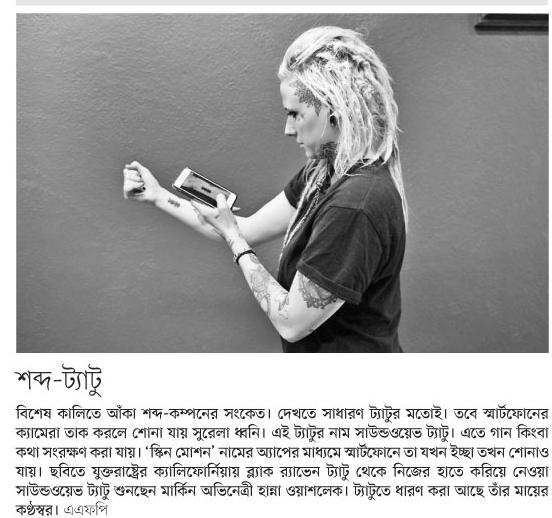 শব্দ-ট্যাটু
বিশেষ কালিতে আঁকা শব্দ-কম্পনের সংকেত। দেখতে সাধারণ ট্যাটুর মতোই। তবে স্মার্টফোনের
ক্যামেরা তাক করলে শোনা যায় সুরেলা ধ্বনি। এই ট্যাটুর নাম সাউন্ডওয়েভ ট্যাটু। এতে গান কিংবা
কথা সংরক্ষণ করা যায়। ‘স্কিন মোশন’ নামের অ্যাপের মাধ্যমে স্মার্টফোনে তা যখন ইচ্ছা তখন শোনাও
যায়। ছবিতে যুক্তরাষ্ট্রের ক্যালিফোর্নিয়ায় ব্ল্যাক র‍্যাভেন ট্যাটু থেকে নিজের হাতে করিয়ে নেওয়া
সাউন্ডওয়েভ ট্যাটু শুনছেন মার্কিন অভিনেত্রী হান্না ওয়াশলেক। ট্যাটুতে ধারণ করা আছে তাঁর মায়ের
কণ্ঠস্বর। এএফপি